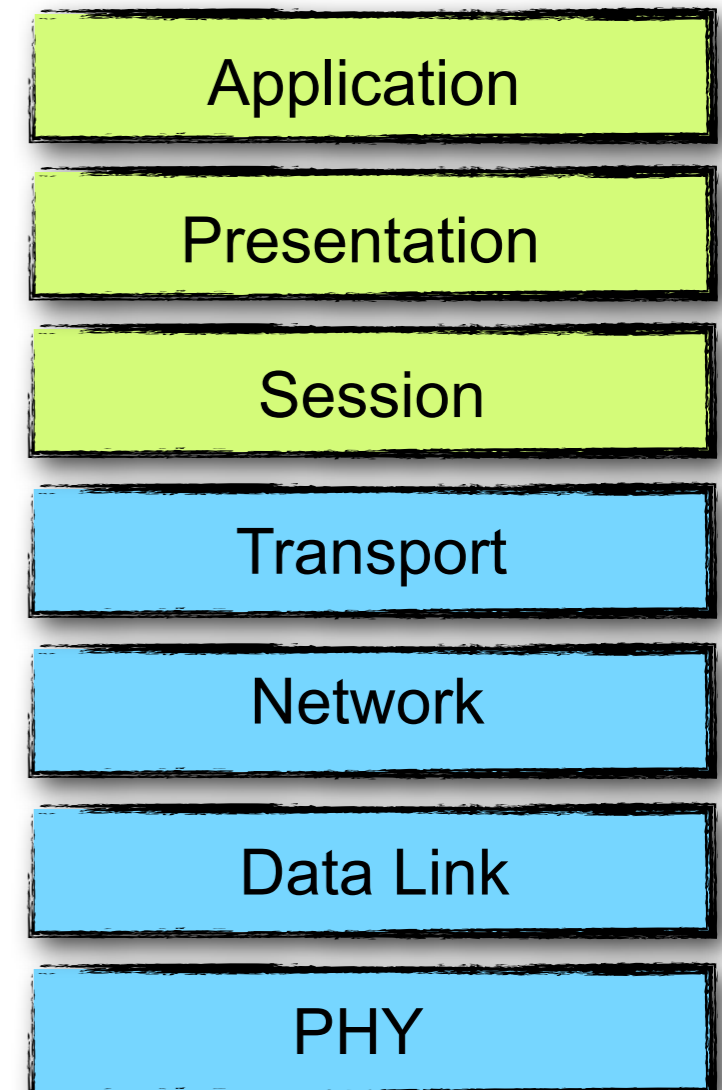 Application
Presentation
Session
Transport
Network
Data Link
PHY